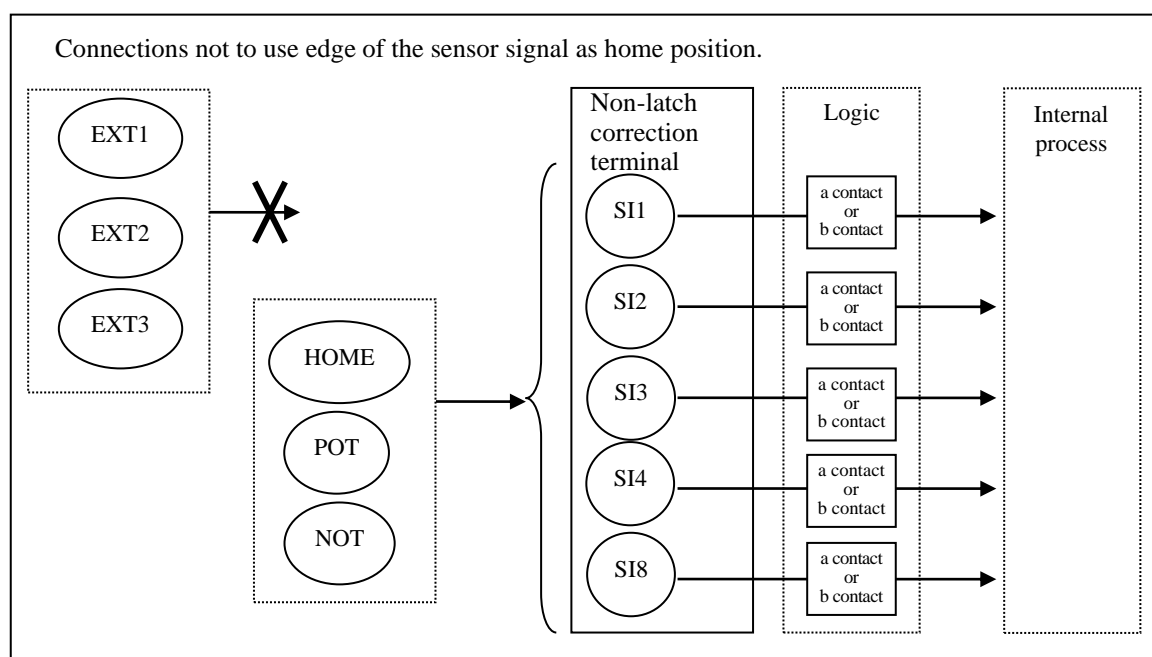 Connections not to use edge of the sensor signal as home position.
EXT1
EXT2
EXT3
HOME
POT
NOT
Non-latch
correction
terminal
SI1
SI2
SI3
SI4
SI8
Logic
a contact
or
b contact
a contact
or
b contact
a contact
or
b contact
a contact
or
b contact
a contact
or
b contact
Internal
process